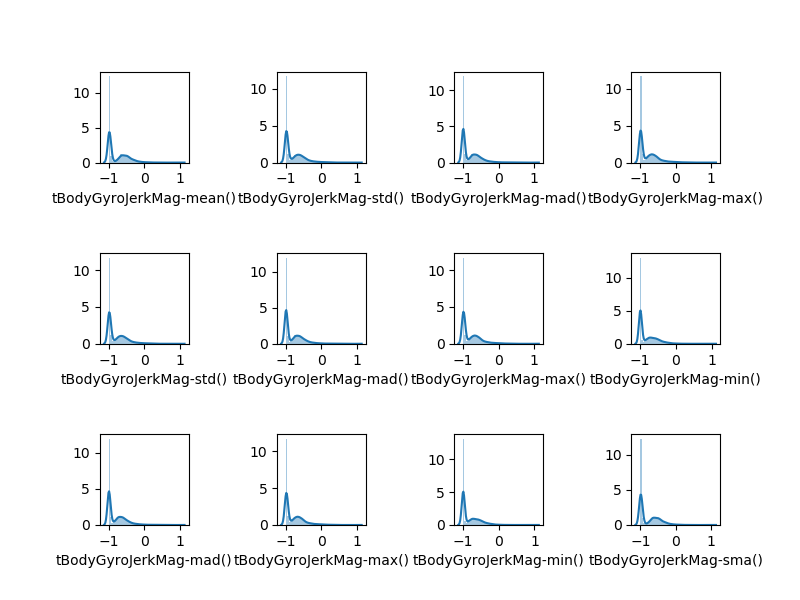 10
5
0
−1 0 1
tBodyGyroJerkMag-mean()
10
5
0
−1 0 1
tBodyGyroJerkMag-std()
10
5
0
−1 0 1
tBodyGyroJerkMag-mad()
10
5
0
−1 0 1
tBodyGyroJerkMag-max()
10
5
0
−1 0 1
tBodyGyroJerkMag-std()
10
5
0
−1 0 1
tBodyGyroJerkMag-mad()
10
5
0
−1 0 1
tBodyGyroJerkMag-max()
10
5
0
−1 0 1
tBodyGyroJerkMag-min()
10
5
0
−1 0 1
tBodyGyroJerkMag-mad()
10
5
0
−1 0 1
tBodyGyroJerkMag-max()
10
5
0
−1 0 1
tBodyGyroJerkMag-min()
10
5
0
−1 0 1
tBodyGyroJerkMag-sma()